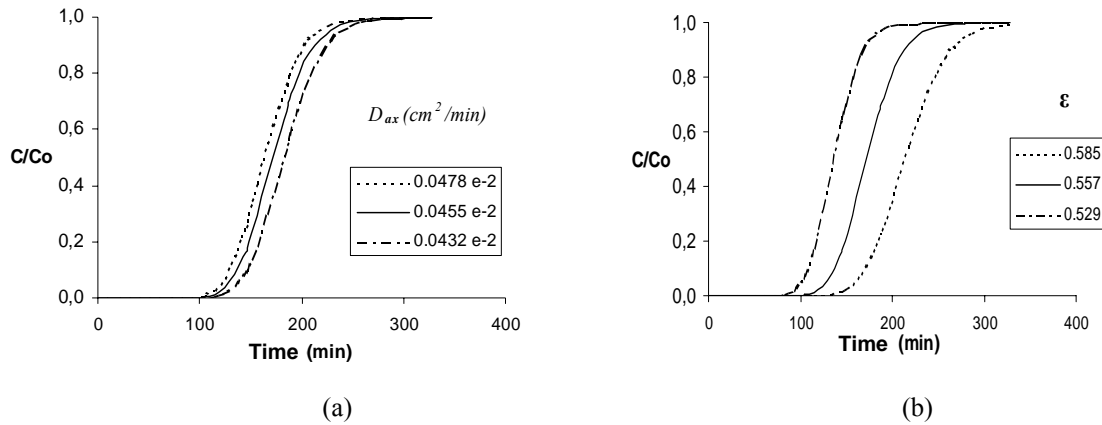 1,0
0,8
0,6
C/Co
0,4
0,2
0,0
0 100 200 300 400
Time (min)
D ax (cm²/min)
0.0478 e-2
0.0455 e-2
0.0432 e-2
(a)
1,0
0,8
0,6
C/Co
0,4
0,2
0,0
0 100 200 300 400
Time (min)
ε
0.585
0.557
0.529
(b)